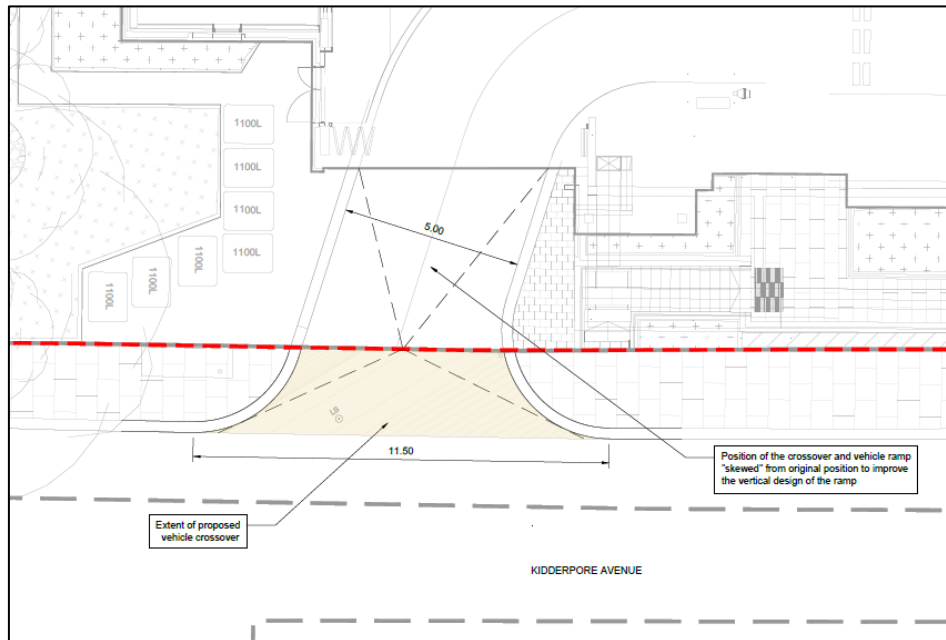 1100L
1100L
1100L
1100L
1100L
1100L
1100L
5.00
11.50
LP
Position of the crossover and vehicle ramp
"skewed" from original position to improve
the vertical design of the ramp
Extent of proposed
vehicle crossover
KIDDERPORE AVENUE